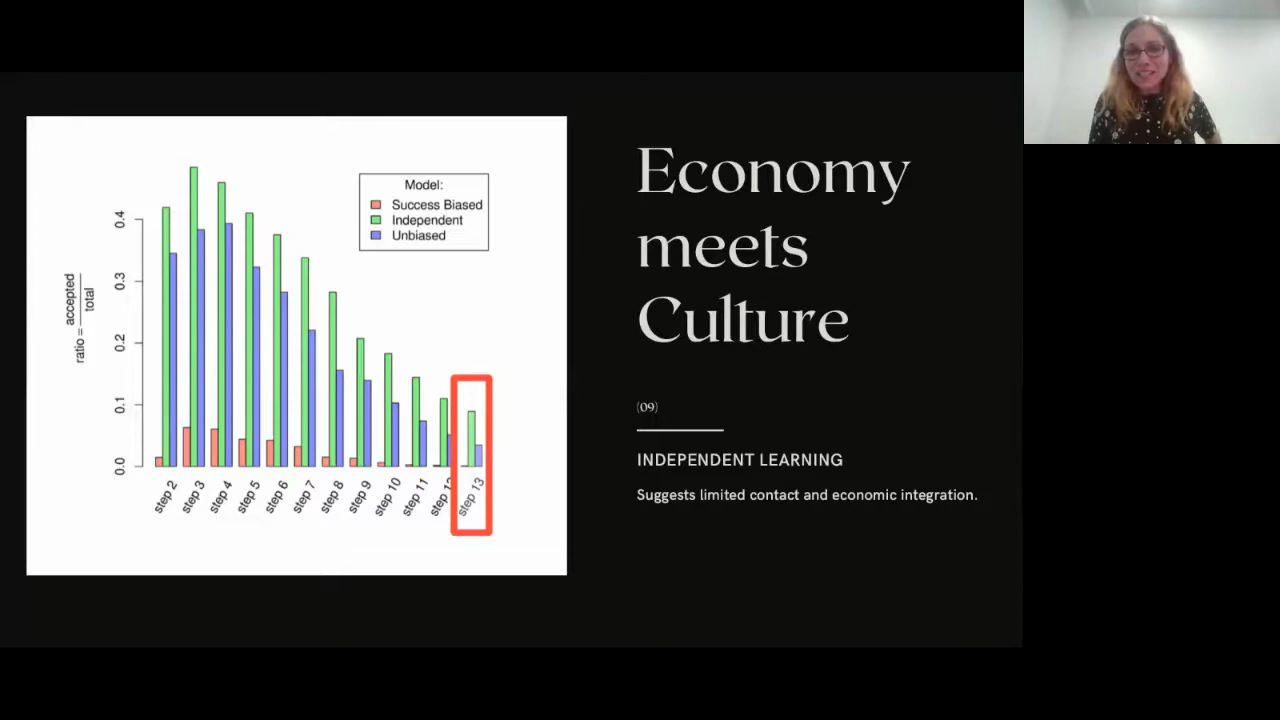 Model:
Success Biased
Independent
Unbiased
ratio = accepted
total
0.4
0.3
0.2
0.1
0.0
step 2
step 3
step 4
step 5
step 6
step 7
step 8
step 9
step 10
step 11
step 12
step 13
Economy
meets
Culture
(09)
INDEPENDENT LEARNING
Suggests limited contact and economic integration.